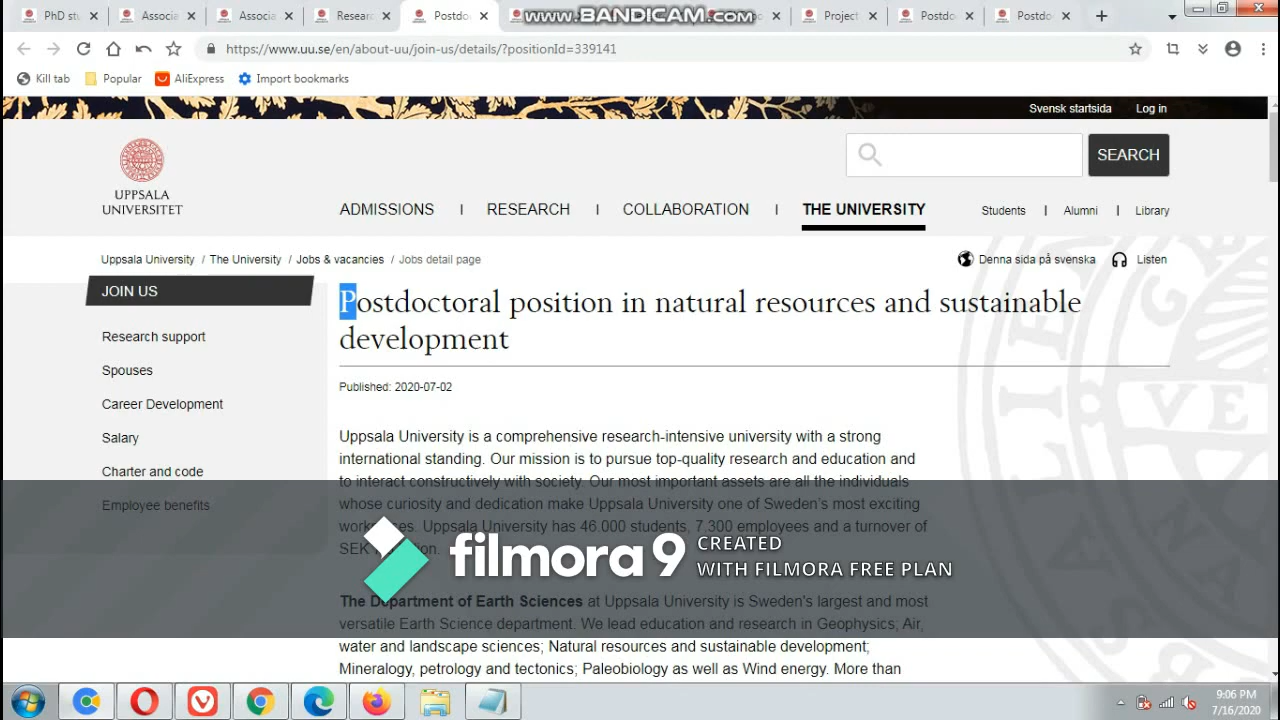 PhD stu
Associa
Associa
Resear
Postdo
www.BANDICAM.com
Project
Postdo
Postdo
https://www.uu.se/en/about-uu/join-us/details/?positionId=339141
Kill tab
Popular
AliExpress
Import bookmarks
Svensk startsida
Log in
UPPSALA
UNIVERSITET
SEARCH
ADMISSIONS
RESEARCH
COLLABORATION
THE UNIVERSITY
Students
Alumni
Library
Uppsala University / The University / Jobs & vacancies / Jobs detail page
Denna sida på svenska
Listen
JOIN US
Research support
Spouses
Career Development
Salary
Charter and code
Employee benefits
Postdoctoral position in natural resources and sustainable
development
Published: 2020-07-02
Uppsala University is a comprehensive research-intensive university with a strong
international standing. Our mission is to pursue top-quality research and education and
to interact constructively with society. Our most important assets are all the individuals
whose curiosity and dedication make Uppsala University one of Sweden's most exciting
Uppsala University has 46.000 students, 7.300 employees and a turnover of
SEK
filmora9
CREATED
WITH FILMORA FREE PLAN
The Department of Earth Sciences at Uppsala University is Sweden's largest and most
versatile Earth Science department. We lead education and research in Geophysics; Air,
water and landscape sciences; Natural resources and sustainable development;
Mineralogy, petrology and tectonics; Paleobiology as well as Wind energy. More than
9:06 PM
7/16/2020